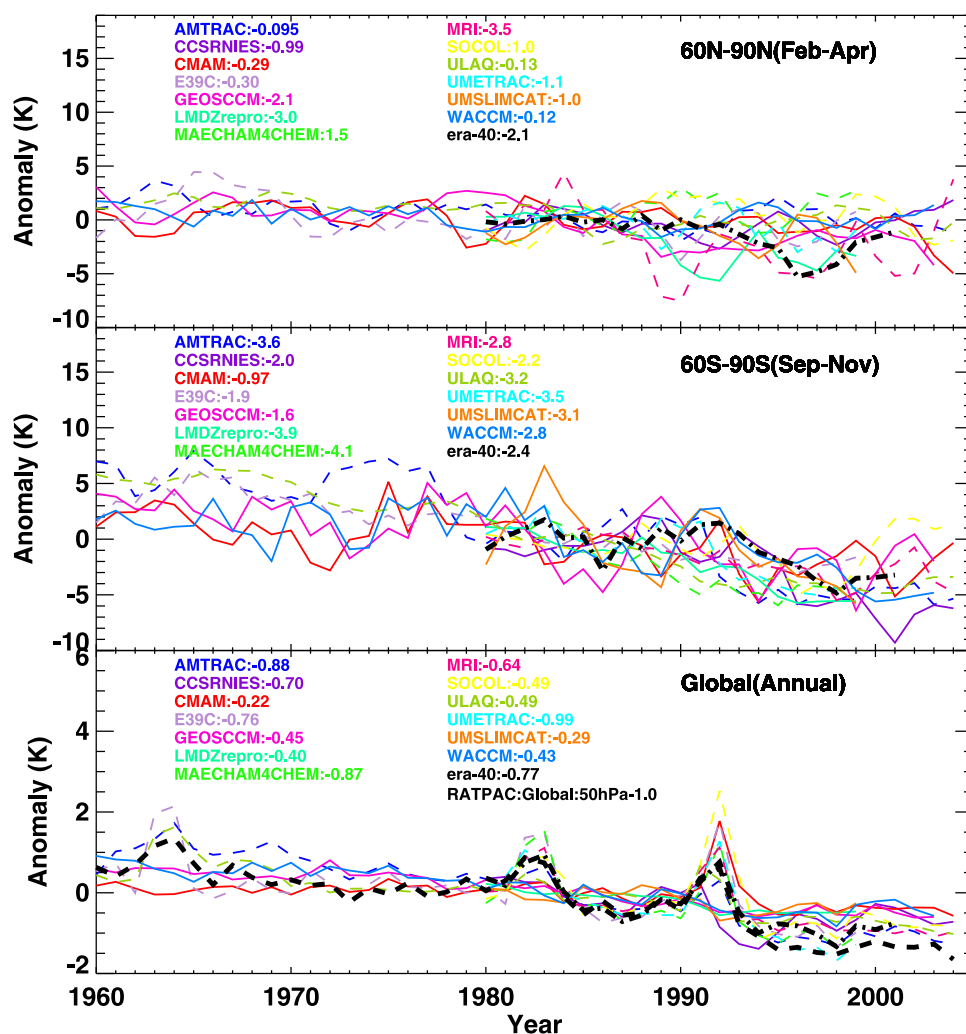 AMTRAC:-0.095
CCSRNIES:-0.99
CMAM:-0.29
E39C:-0.30
GEOSCCM:-2.1
LMDZrepro:-3.0
MAECHAM4CHEM:1.5
MRI:-3.5
SOCOL:1.0
ULAQ:-0.13
UMETRAC:-1.1
UMSLIMCAT:-1.0
WACCM:-0.12
era-40:-2.1
60N-90N(Feb-Apr)
Anomaly (K)
15
10
5
0
-5
-10
AMTRAC:-3.6
CCSRNIES:-2.0
CMAM:-0.97
E39C:-1.9
GEOSCCM:-1.6
LMDZrepro:-3.9
MAECHAM4CHEM:-4.1
MRI:-2.8
SOCOL:-2.2
ULAQ:-3.2
UMETRAC:-3.5
UMSLIMCAT:-3.1
WACCM:-2.8
era-40:-2.4
60S-90S(Sep-Nov)
Anomaly (K)
15
10
5
0
-5
-10
AMTRAC:-0.88
CCSRNIES:-0.70
CMAM:-0.22
E39C:-0.76
GEOSCCM:-0.45
LMDZrepro:-0.40
MAECHAM4CHEM:-0.87
MRI:-0.64
SOCOL:-0.49
ULAQ:-0.49
UMETRAC:-0.99
UMSLIMCAT:-0.29
WACCM:-0.43
era-40:-0.77
RATPAC:Global:50hPa-1.0
Global(Annual)
Anomaly (K)
6
4
2
0
-2
1960 1970 1980 1990 2000
Year